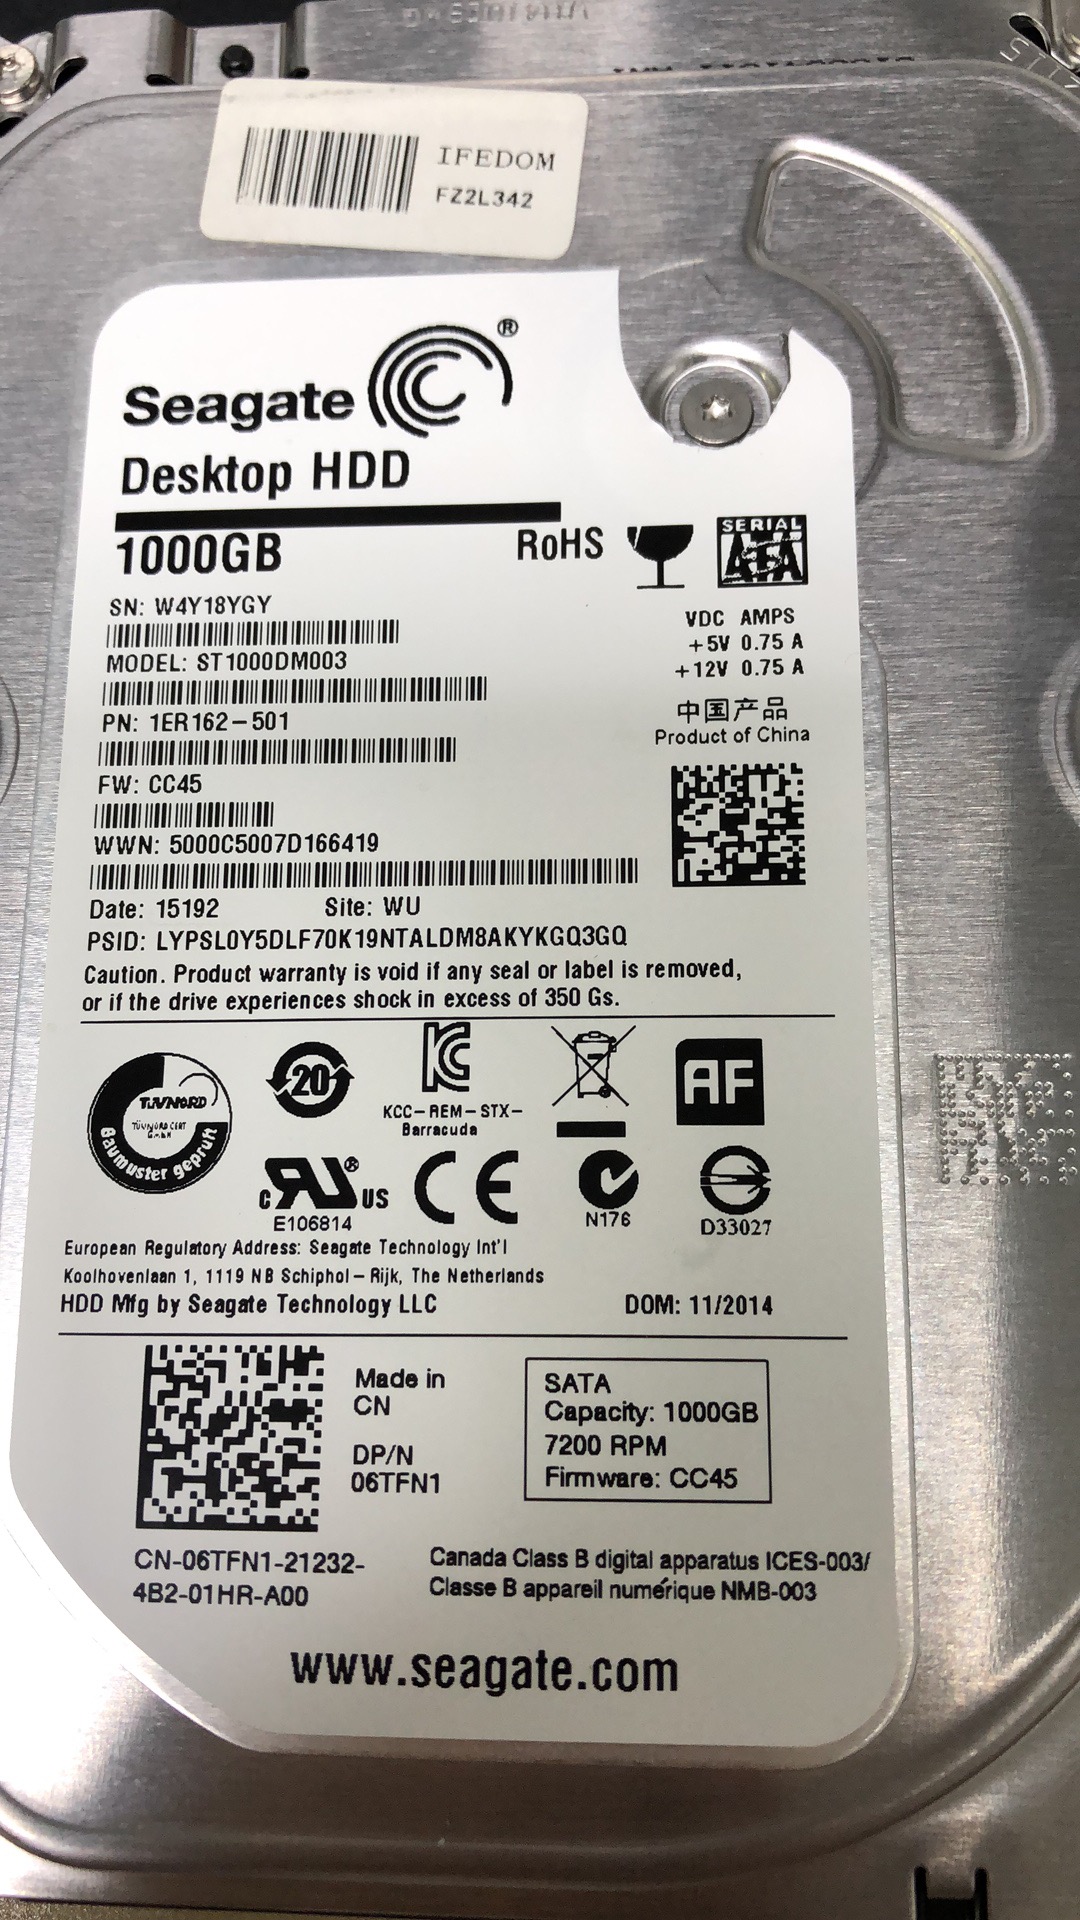 IFEDOM
FZ2L342
Seagate ®
Desktop HDD
1000GB
RoHS
SERIAL
ATA
SN: W4Y18YGY
MODEL: ST1000DM003
PN: 1ER162-501
FW: CC45
WWN: 5000C5007D166419
VDC AMPS
+5V 0.75 A
+12V 0.75 A
中国产品
Product of China
Date: 15192 Site: WU
PSID: LYPSL0Y5DLF70K19NTALDM8AKYKGQ3GQ
Caution. Product warranty is void if any seal or label is removed,
or if the drive experiences shock in excess of 350 Gs.
TÜVNORD
TÜVNORD CERT
GmbH
Baumuster geprüft
20
KC
KCC-REM-STX-
Barracuda
AF
c RU ® US
E106814
CE
N176
D33027
European Regulatory Address: Seagate Technology Int'l
Koolhovenlaan 1, 1119 NB Schiphol-Rijk, The Netherlands
HDD Mfg by Seagate Technology LLC
DOM: 11/2014
Made in
CN
DP/N
06TFN1
SATA
Capacity: 1000GB
7200 RPM
Firmware: CC45
CN-06TFN1-21232-
4B2-01HR-A00
Canada Class B digital apparatus ICES-003/
Classe B appareil numérique NMB-003
www.seagate.com